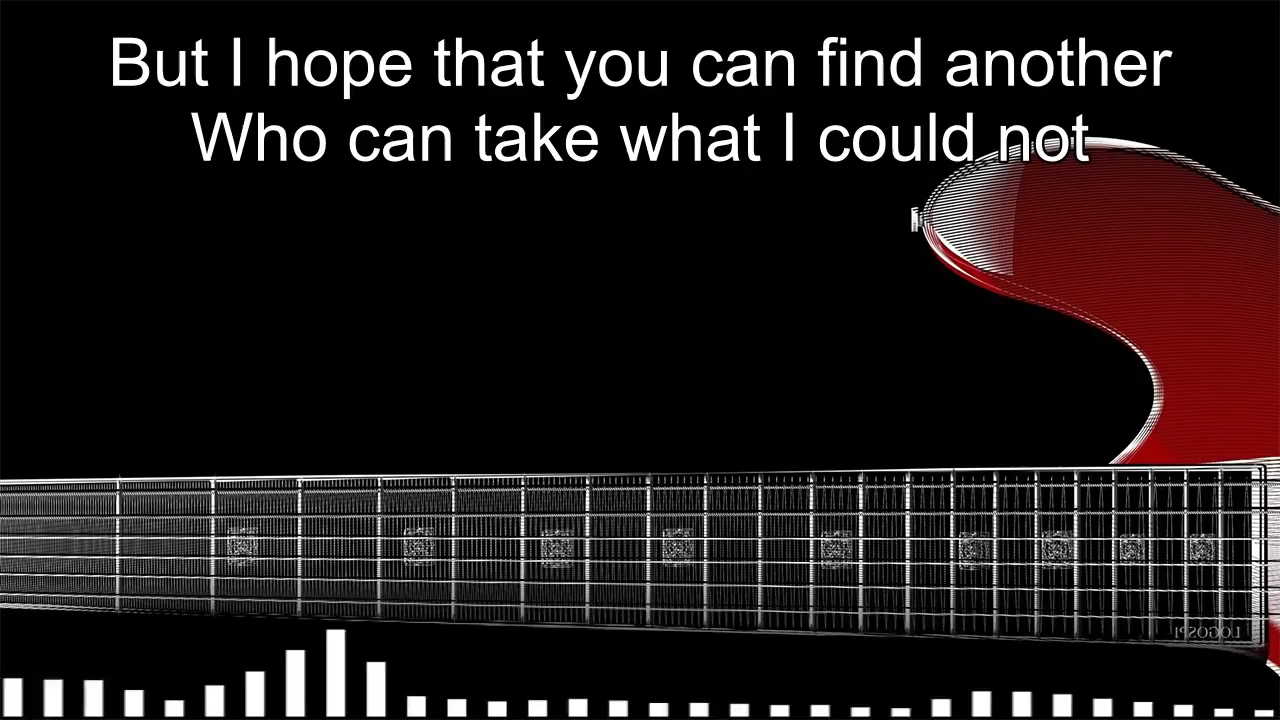 But I hope that you can find another
Who can take what I could not